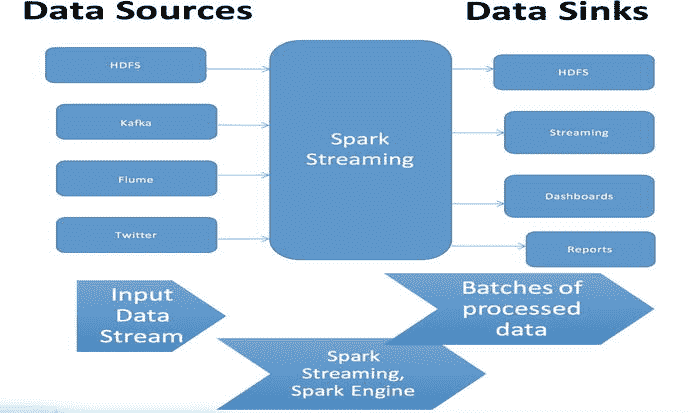 Data Sources
Data Sinks
HDFS
Kafka
Flume
Twitter
Spark
Streaming
HDFS
Streaming
Dashboards
Reports
Input
Data
Stream
Spark
Streaming,
Spark Engine
Batches of
processed
data